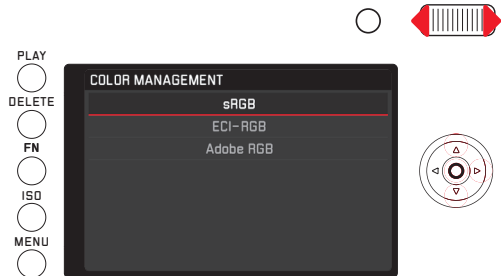 PLAY
DELETE
FN
ISO
MENU
COLOR MANAGEMENT
sRGB
ECI-RGB
Adobe RGB